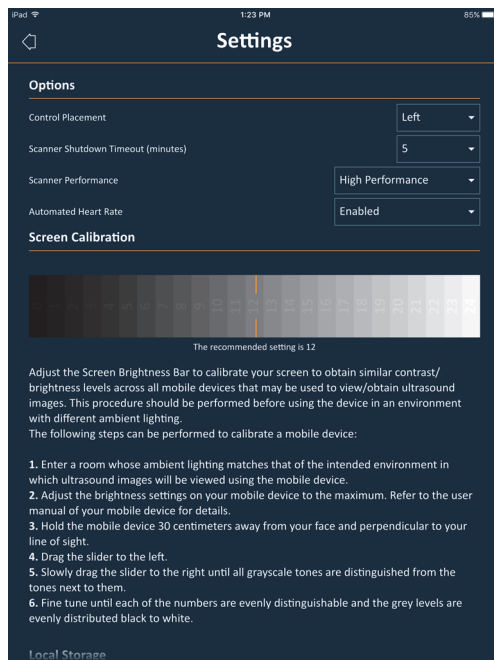 iPad 1:23 PM 85%
Settings
Options
Control Placement Left
Scanner Shutdown Timeout (minutes) 5
Scanner Performance High Performance
Automated Heart Rate Enabled
Screen Calibration
0 1 2 3 4 5 6 7 8 9 10 11 12 13 14 15 16 17 18 19 20 21 22 23 24
The recommended setting is 12
Adjust the Screen Brightness Bar to calibrate your screen to obtain similar contrast/
brightness levels across all mobile devices that may be used to view/obtain ultrasound
images. This procedure should be performed before using the device in an environment
with different ambient lighting.
The following steps can be performed to calibrate a mobile device:
1. Enter a room whose ambient lighting matches that of the intended environment in
which ultrasound images will be viewed using the mobile device.
2. Adjust the brightness settings on your mobile device to the maximum. Refer to the user
manual of your mobile device for details.
3. Hold the mobile device 30 centimeters away from your face and perpendicular to your
line of sight.
4. Drag the slider to the left.
5. Slowly drag the slider to the right until all grayscale tones are distinguished from the
tones next to them.
6. Fine tune until each of the numbers are evenly distinguishable and the grey levels are
evenly distributed black to white.
Local Storage